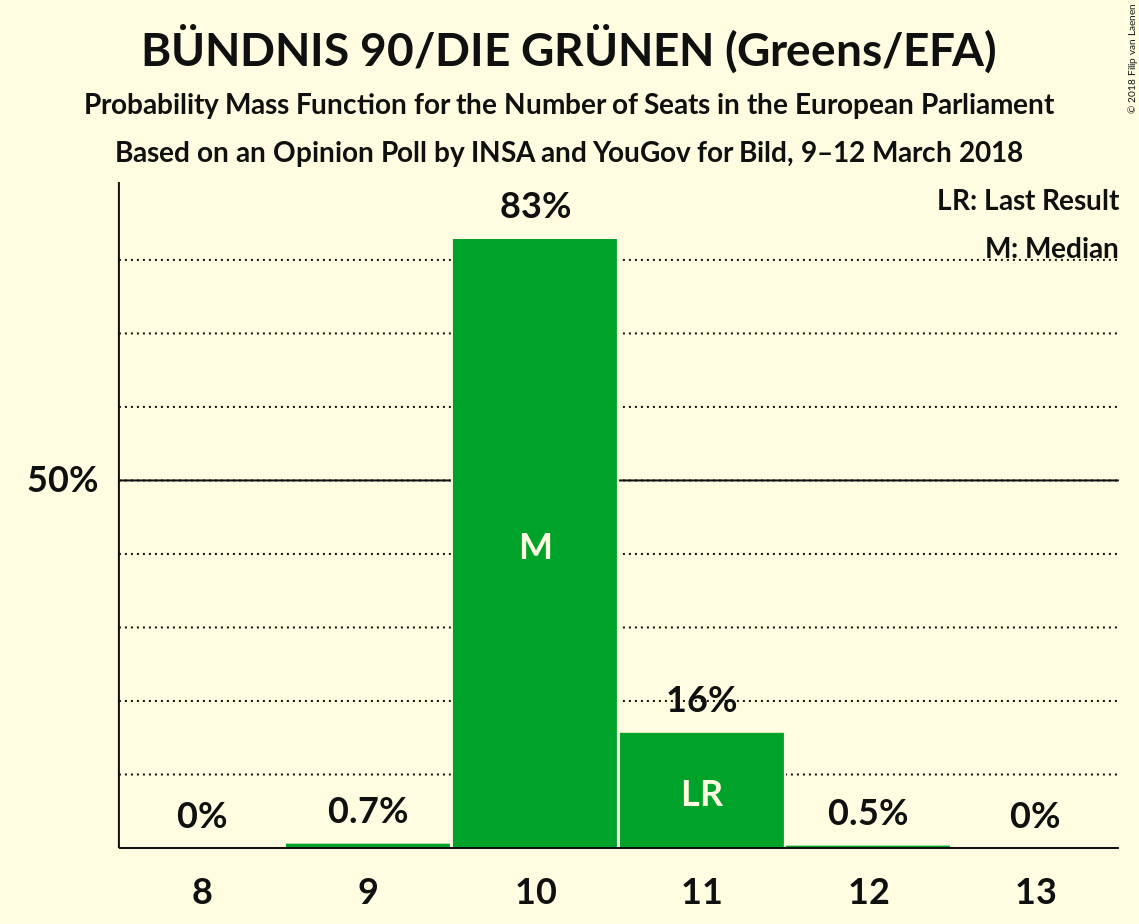 BÜNDNIS 90/DIE GRÜNEN (Greens/EFA)
Probability Mass Function for the Number of Seats in the European Parliament
Based on an Opinion Poll by INSA and YouGov for Bild, 9–12 March 2018
© 2018 Filip van Laenen
LR: Last Result
M: Median
83%
50%
M
16%
LR
0%
0.7%
0.5%
0%
8
9
10
11
12
13